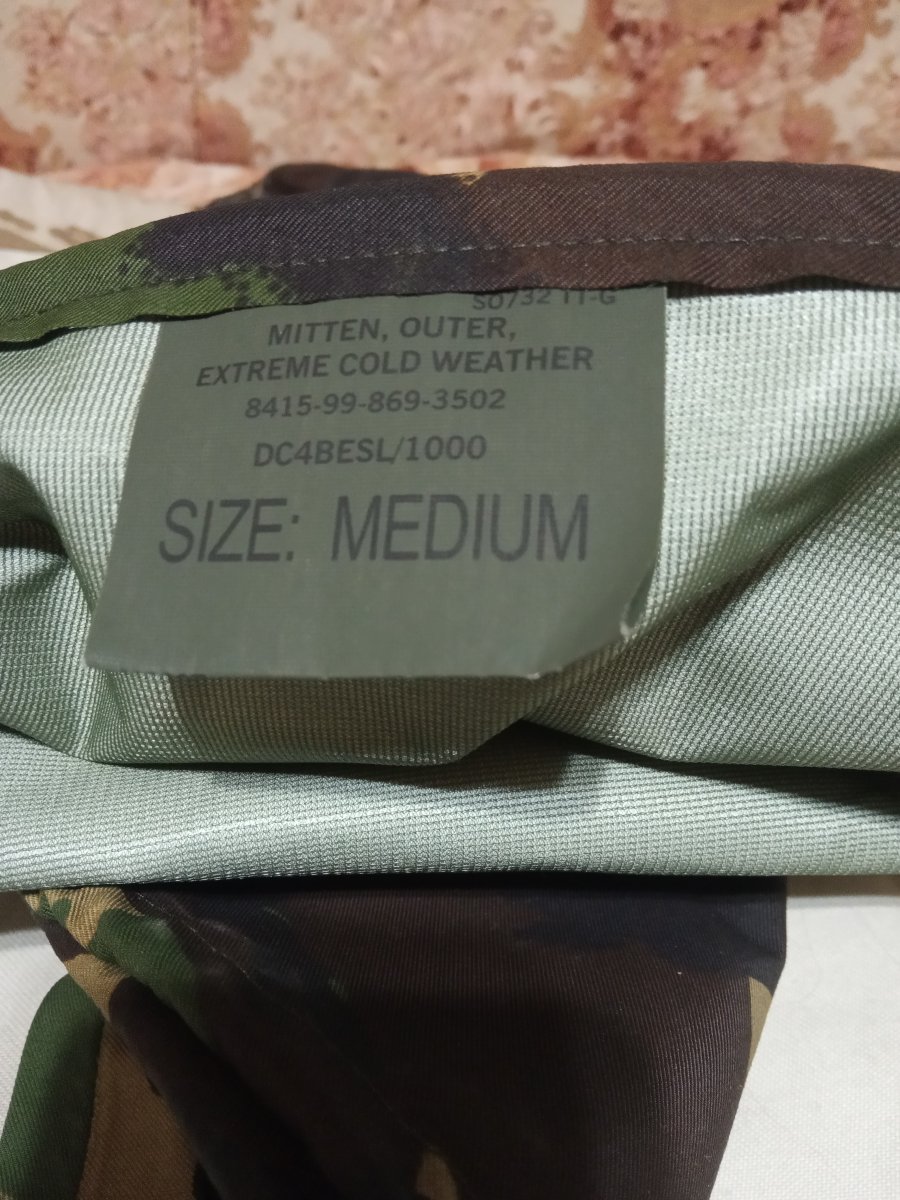 MITTEN, OUTER,
EXTREME COLD WEATHER
8415-99-869-3502
DC4BESL/1000
SIZE: MEDIUM